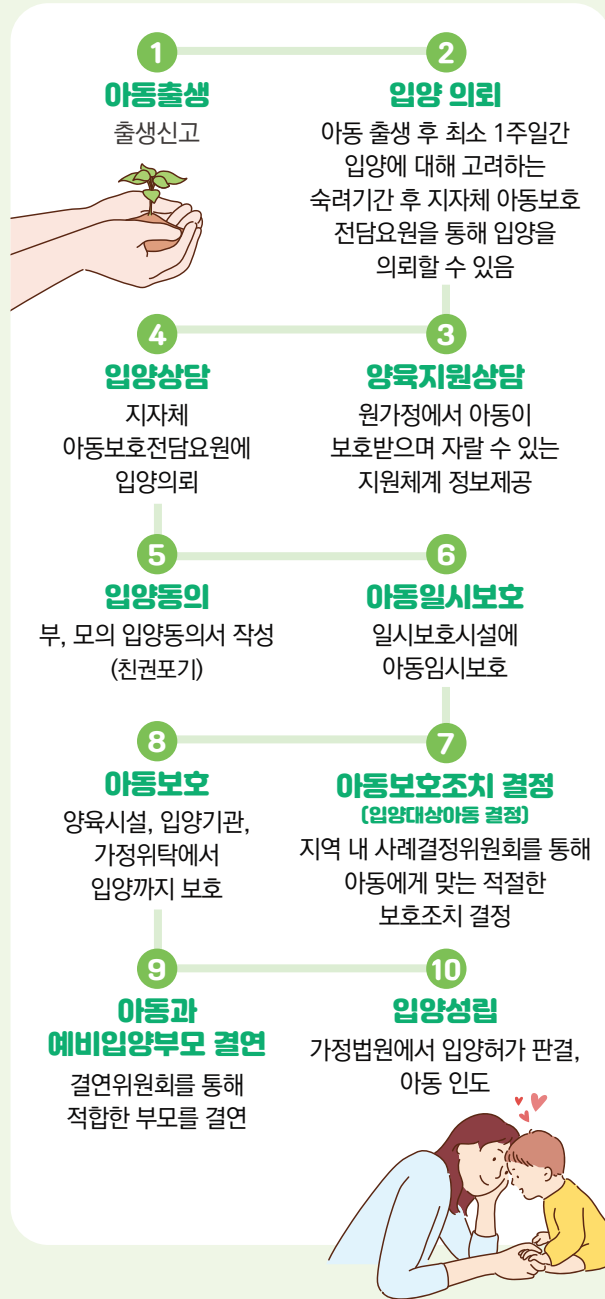 1
아동출생
출생신고
2
입양 의뢰
아동 출생 후 최소 1주일간
입양에 대해 고려하는
숙려기간 후 지자체 아동보호
전담요원을 통해 입양을
의뢰할 수 있음
3
양육지원상담
원가정에서 아동이
보호받으며 자랄 수 있는
지원체계 정보제공
4
입양상담
지자체
아동보호전담요원에
입양의뢰
5
입양동의
부, 모의 입양동의서 작성
(친권포기)
6
아동일시보호
일시보호시설에
아동임시보호
7
아동보호조치 결정
(입양대상아동 결정)
지역 내 사례결정위원회를 통해
아동에게 맞는 적절한
보호조치 결정
8
아동보호
양육시설, 입양기관,
가정위탁에서
입양까지 보호
9
아동과
예비입양부모 결연
결연위원회를 통해
적합한 부모를 결연
10
입양성립
가정법원에서 입양허가 판결,
아동 인도